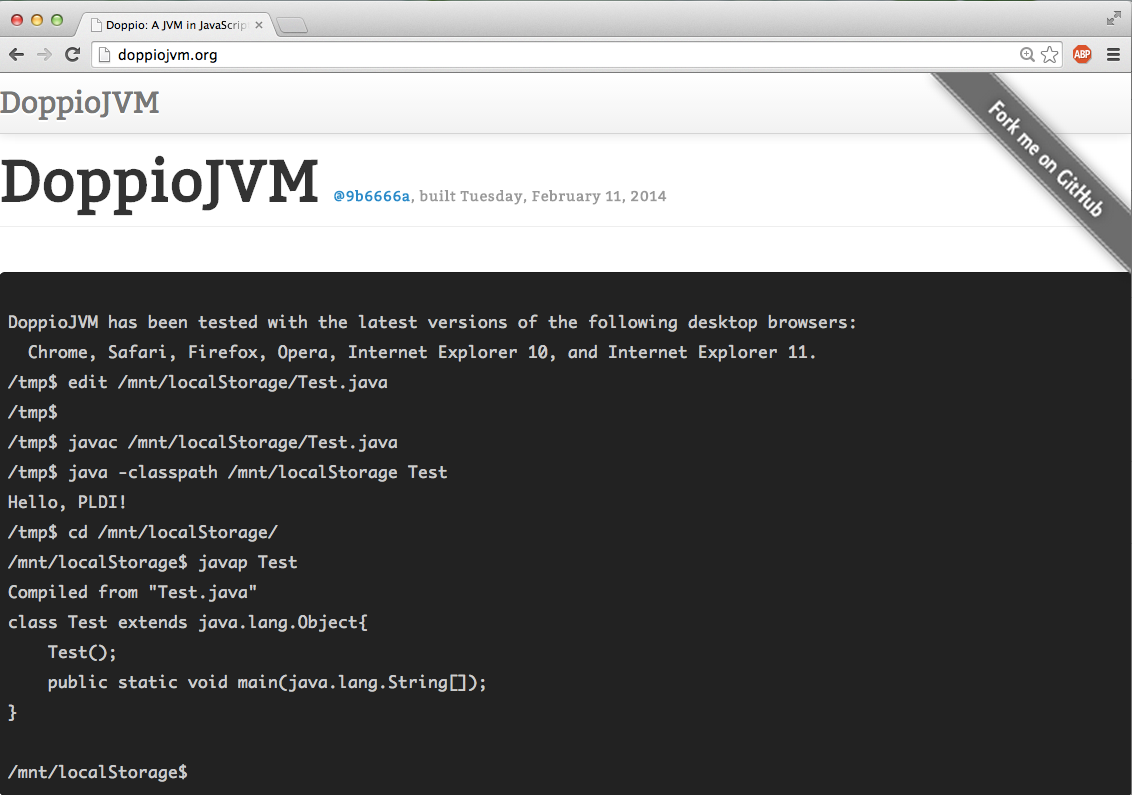 Doppio: A JVM in JavaScrip
doppiojvm.org
ABP
DoppioJVM
Fork me on GitHub
DoppioJVM @9b6666a, built Tuesday, February 11, 2014
DoppioJVM has been tested with the latest versions of the following desktop browsers:
Chrome, Safari, Firefox, Opera, Internet Explorer 10, and Internet Explorer 11.
/tmp$ edit /mnt/localStorage/Test.java
/tmp$
/tmp$ javac /mnt/localStorage/Test.java
/tmp$ java -classpath /mnt/localStorage Test
Hello, PLDI!
/tmp$ cd /mnt/localStorage/
/mnt/localStorage$ javap Test
Compiled from "Test.java"
class Test extends java.lang.Object{
    Test();
    public static void main(java.lang.String[]);
}
/mnt/localStorage$